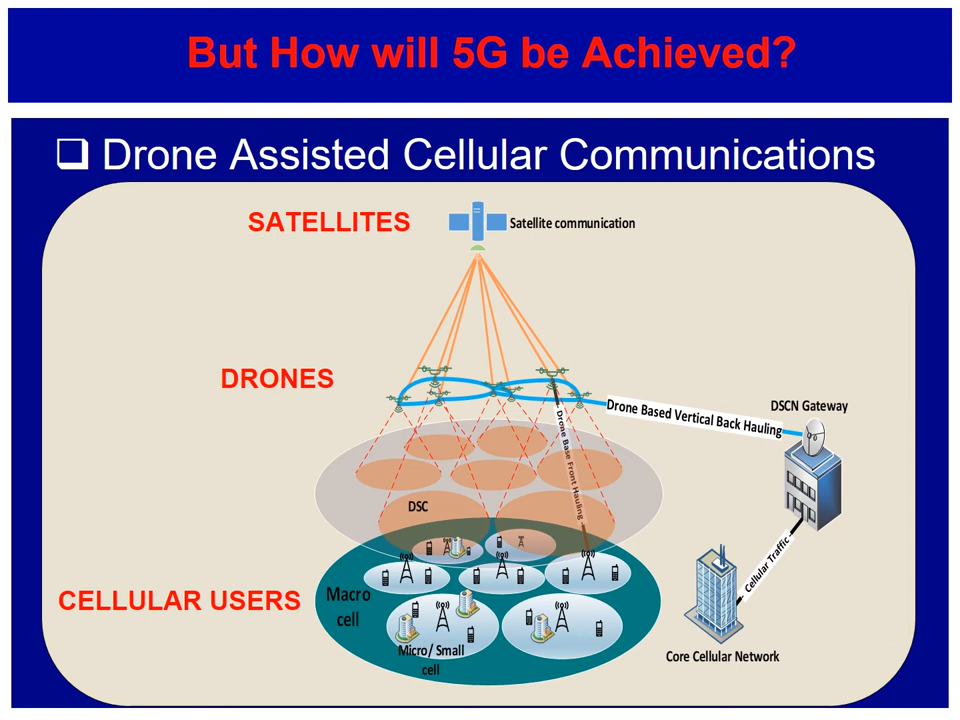 But How will 5G be Achieved?
Drone Assisted Cellular Communications
SATELLITES
Satellite communication
DRONES
Drone Based Vertical Back Hauling
DSCN Gateway
Drone Base Front Hauling
DSC
Cellular Traffic
CELLULAR USERS
Macro
cell
Micro/ Small
cell
Core Cellular Network